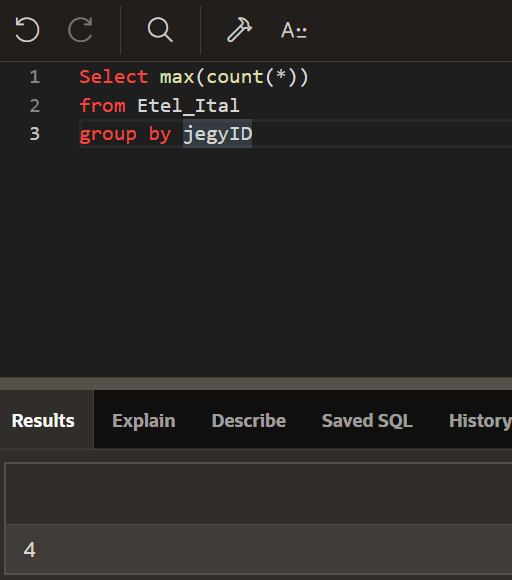 A
1 Select max(count(*))
2 from Etel_Ital
3 group by jegyID
Results Explain Describe Saved SQL History
4